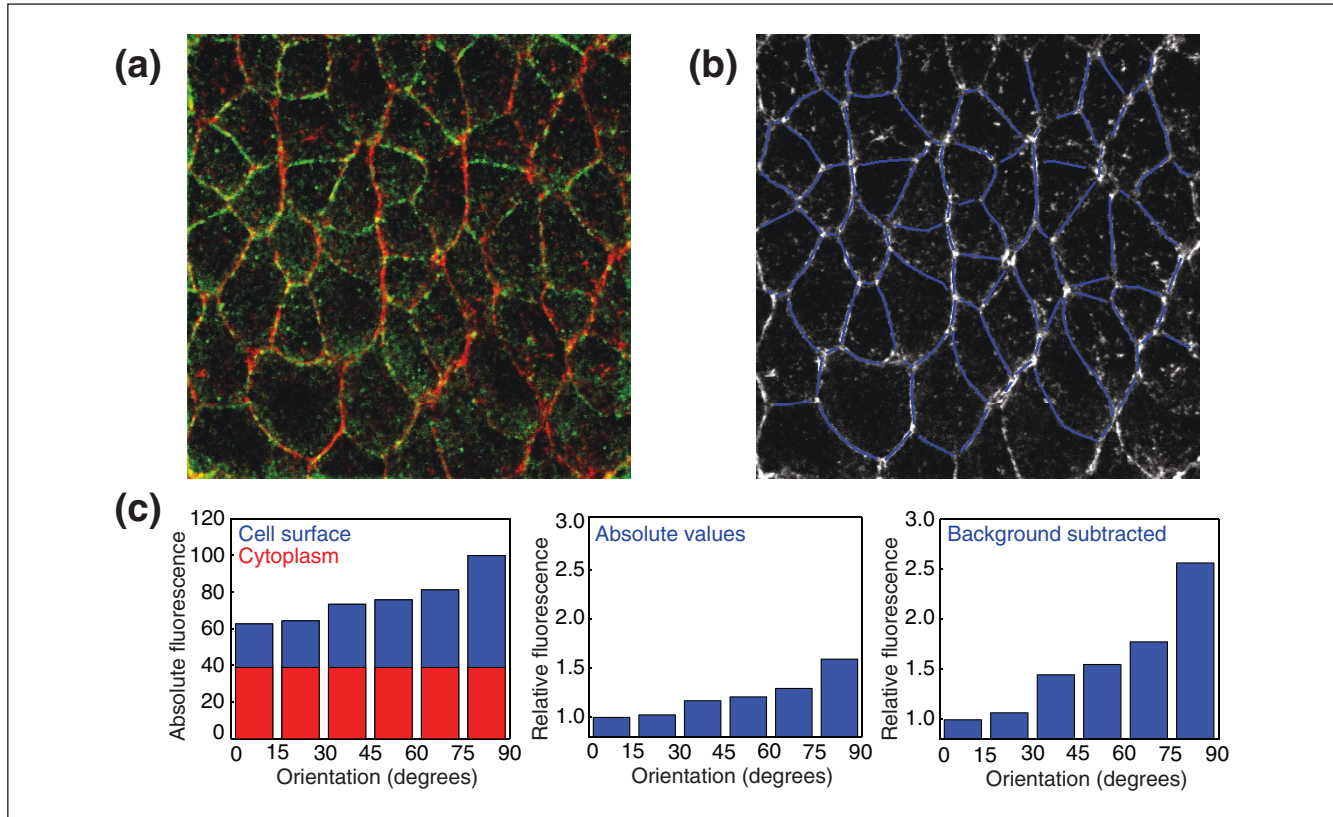 (a)
(b)
(c)
Absolute fluorescence
120
100
80
60
40
20
0
Cell surface
Cytoplasm
0 15 30 45 60 75 90
Orientation (degrees)
Relative fluorescence
3.0
2.5
2.0
1.5
1.0
Absolute values
0 15 30 45 60 75 90
Orientation (degrees)
Relative fluorescence
3.0
2.5
2.0
1.5
1.0
Background subtracted
0 15 30 45 60 75 90
Orientation (degrees)